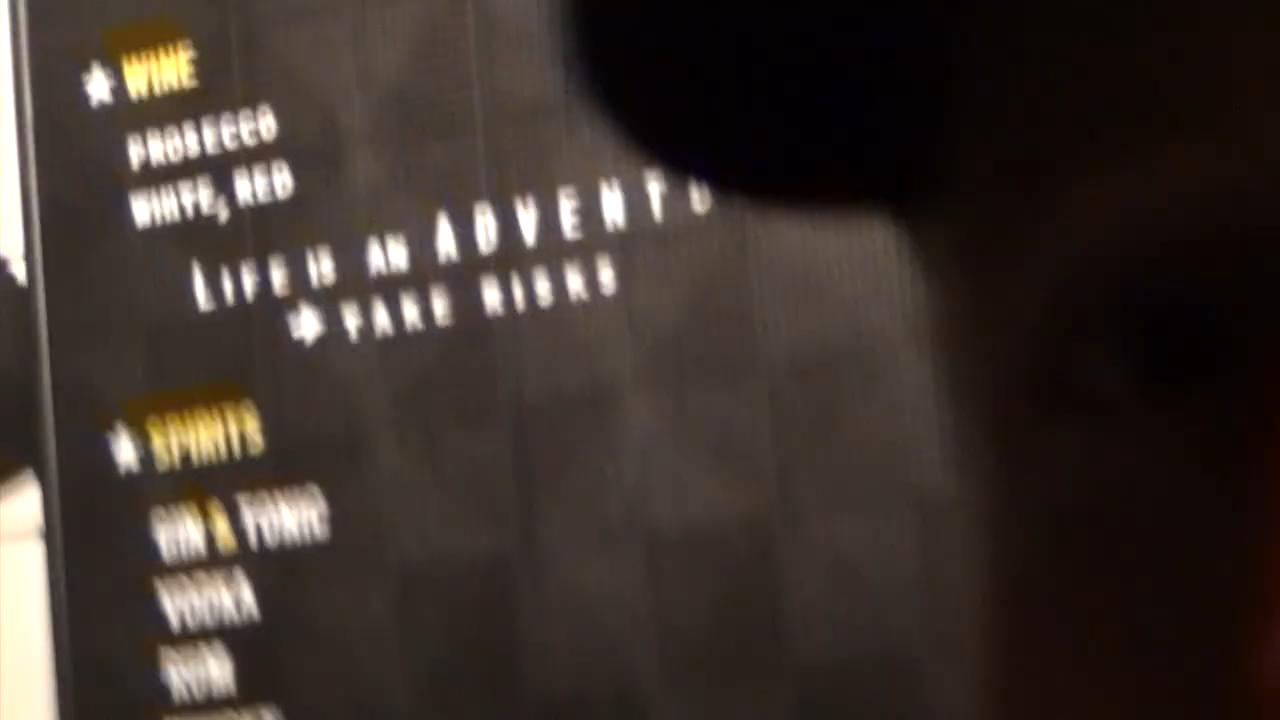 WINE
PROSECCO
WHITE, RED
LIFE IS AN ADVENTU
TAKE RISKS
SPIRITS
GIN & TONIC
VODKA
RUM